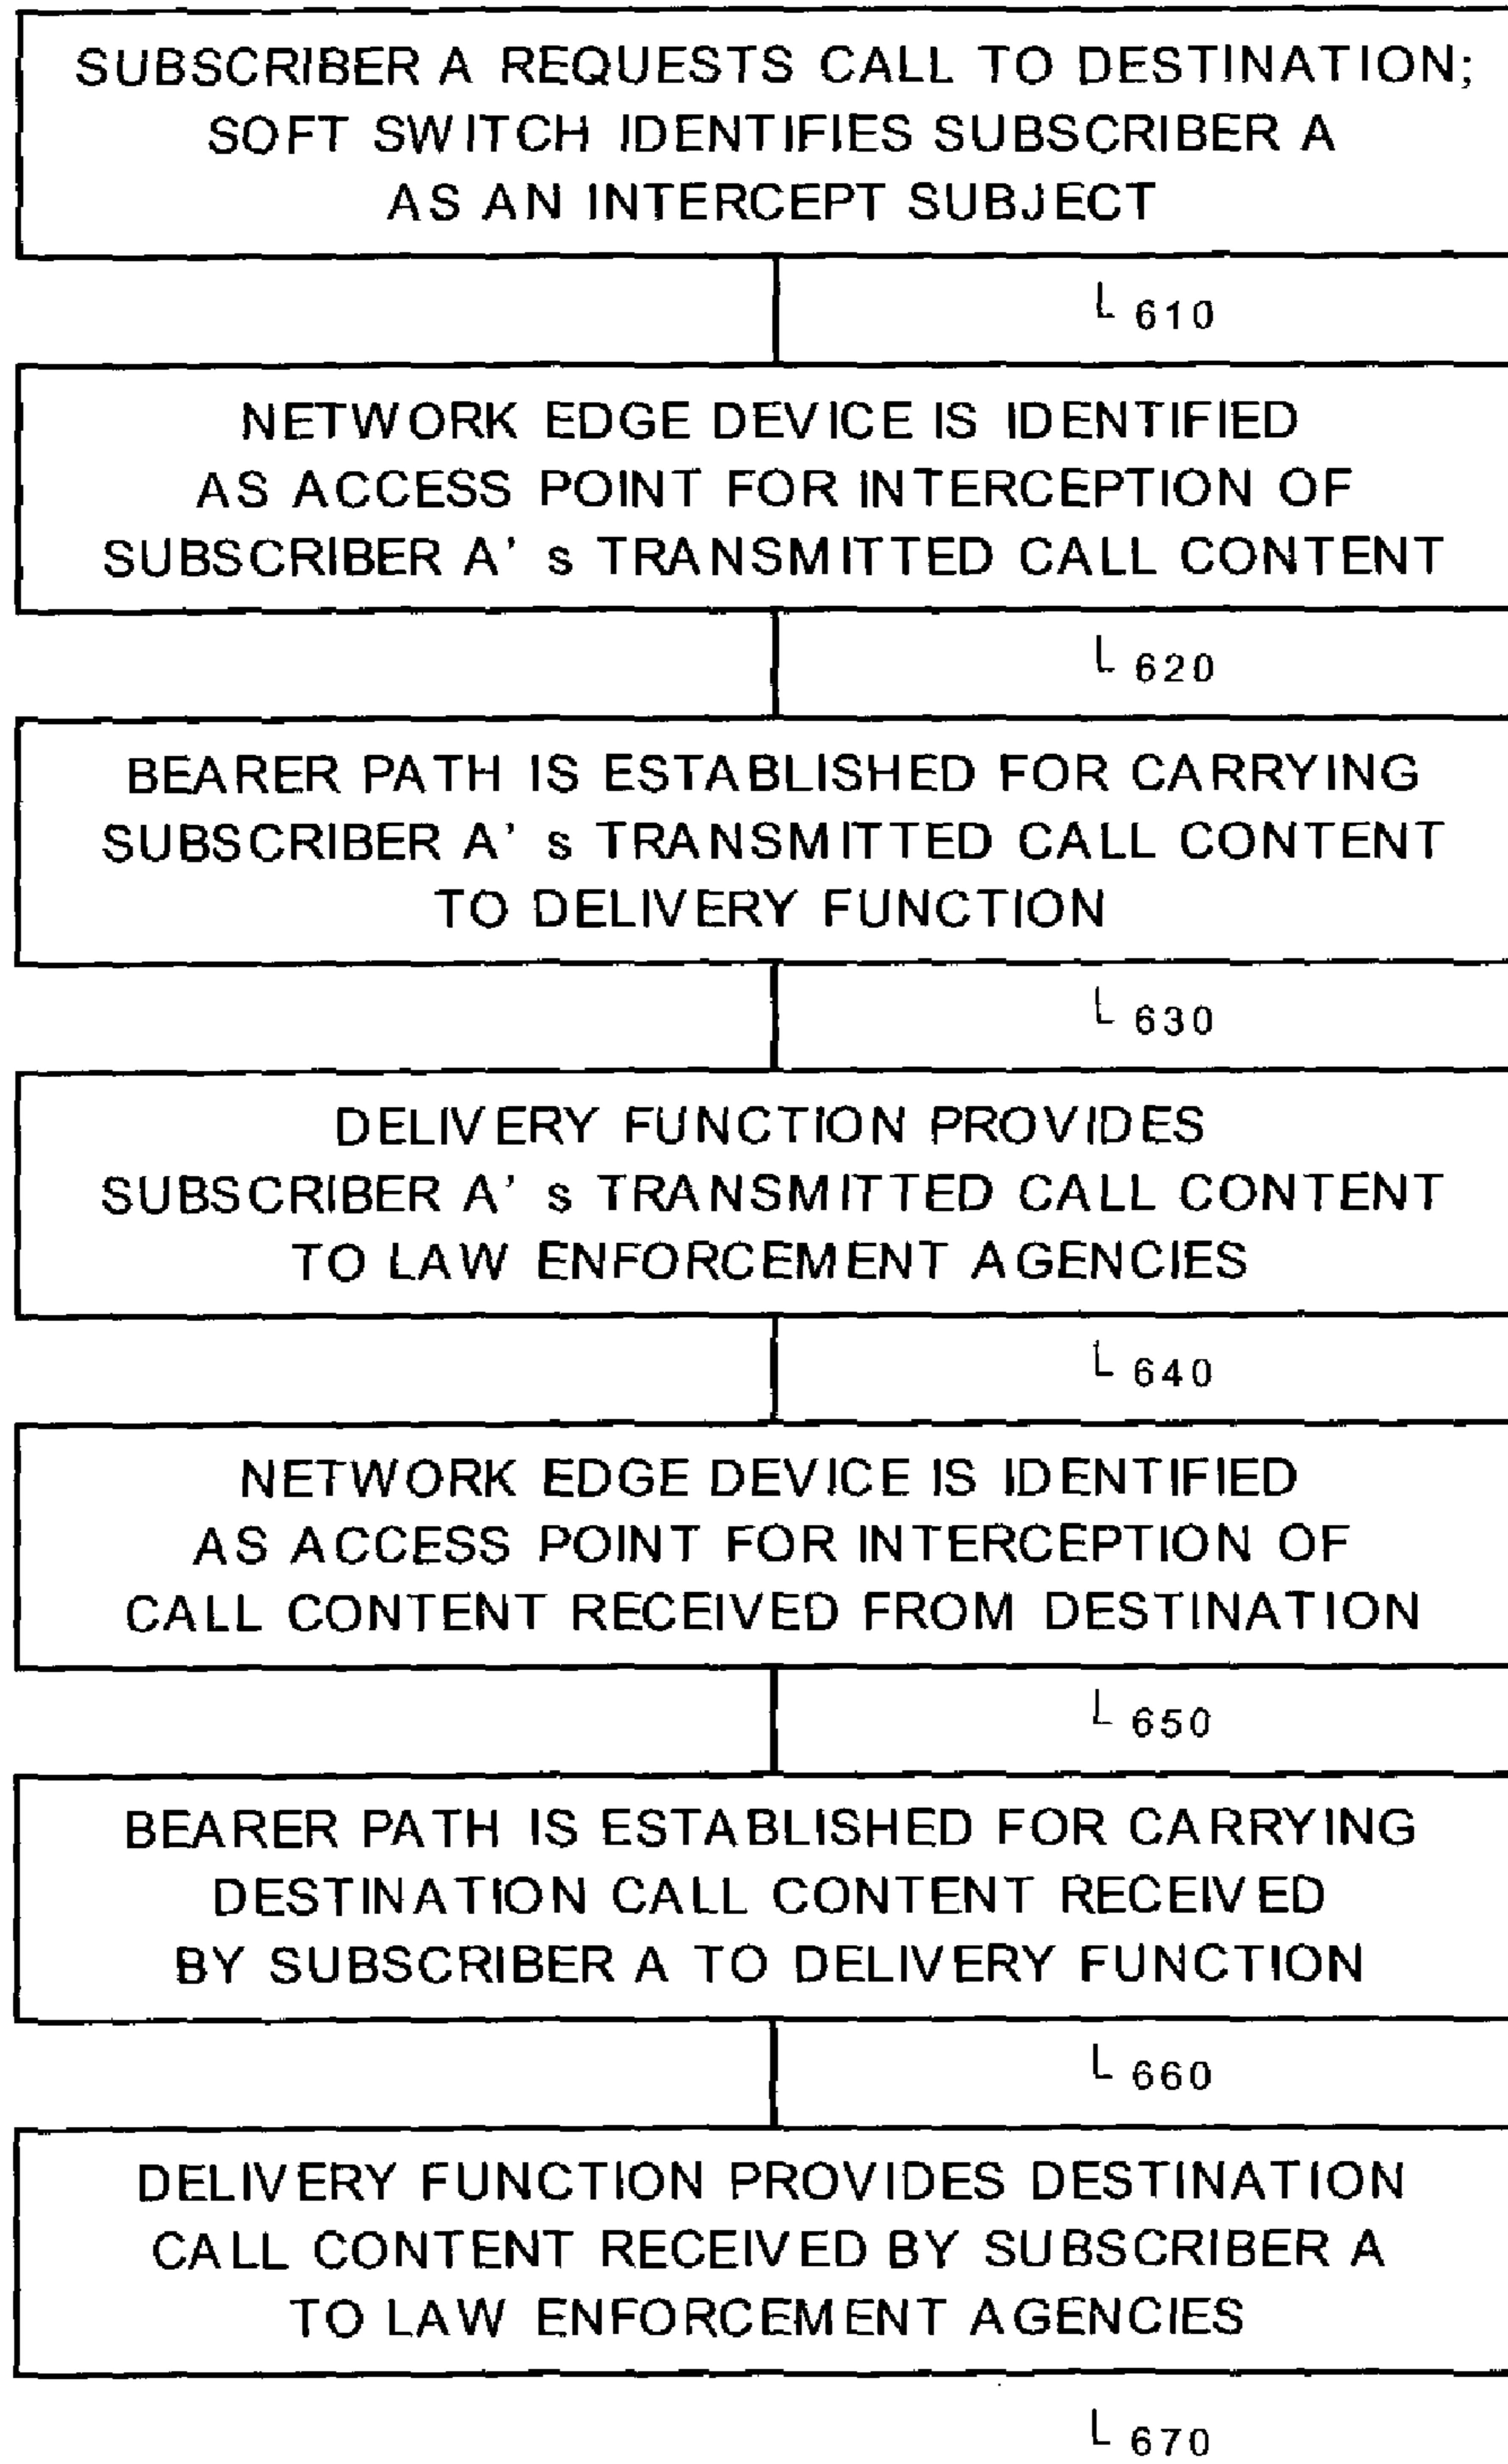 SUBSCRIBER A REQUESTS CALL TO DESTINATION;
SOFT SWITCH IDENTIFIES SUBSCRIBER A
AS AN INTERCEPT SUBJECT
610
NETWORK EDGE DEVICE IS IDENTIFIED
AS ACCESS POINT FOR INTERCEPTION OF
SUBSCRIBER A' s TRANSMITTED CALL CONTENT
620
BEARER PATH IS ESTABLISHED FOR CARRYING
SUBSCRIBER A' s TRANSMITTED CALL CONTENT
TO DELIVERY FUNCTION
630
DELIVERY FUNCTION PROVIDES
SUBSCRIBER A' s TRANSMITTED CALL CONTENT
TO LAW ENFORCEMENT AGENCIES
640
NETWORK EDGE DEVICE IS IDENTIFIED
AS ACCESS POINT FOR INTERCEPTION OF
CALL CONTENT RECEIVED FROM DESTINATION
650
BEARER PATH IS ESTABLISHED FOR CARRYING
DESTINATION CALL CONTENT RECEIVED
BY SUBSCRIBER A TO DELIVERY FUNCTION
660
DELIVERY FUNCTION PROVIDES DESTINATION
CALL CONTENT RECEIVED BY SUBSCRIBER A
TO LAW ENFORCEMENT AGENCIES
670